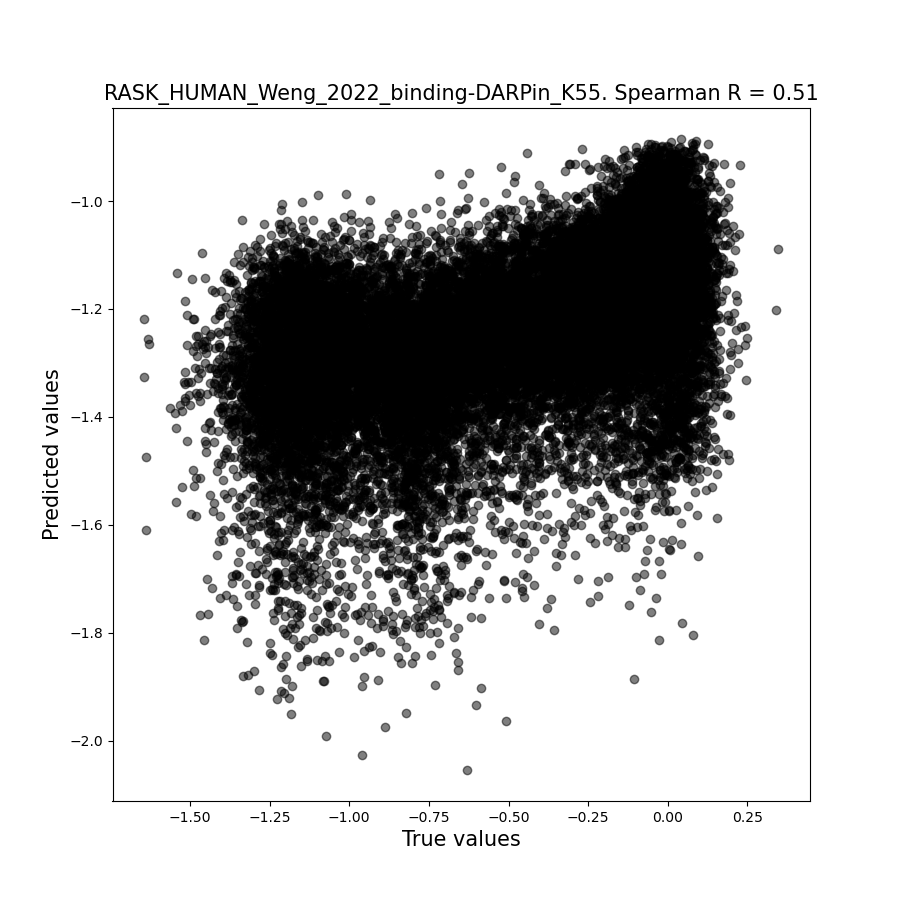 RASK_HUMAN_Weng_2022_binding-DARPin_K55. Spearman R = 0.51
−1.0
−1.2
−1.4
−1.6
−1.8
−2.0
Predicted values
−1.50 −1.25 −1.00 −0.75 −0.50 −0.25 0.00 0.25
True values